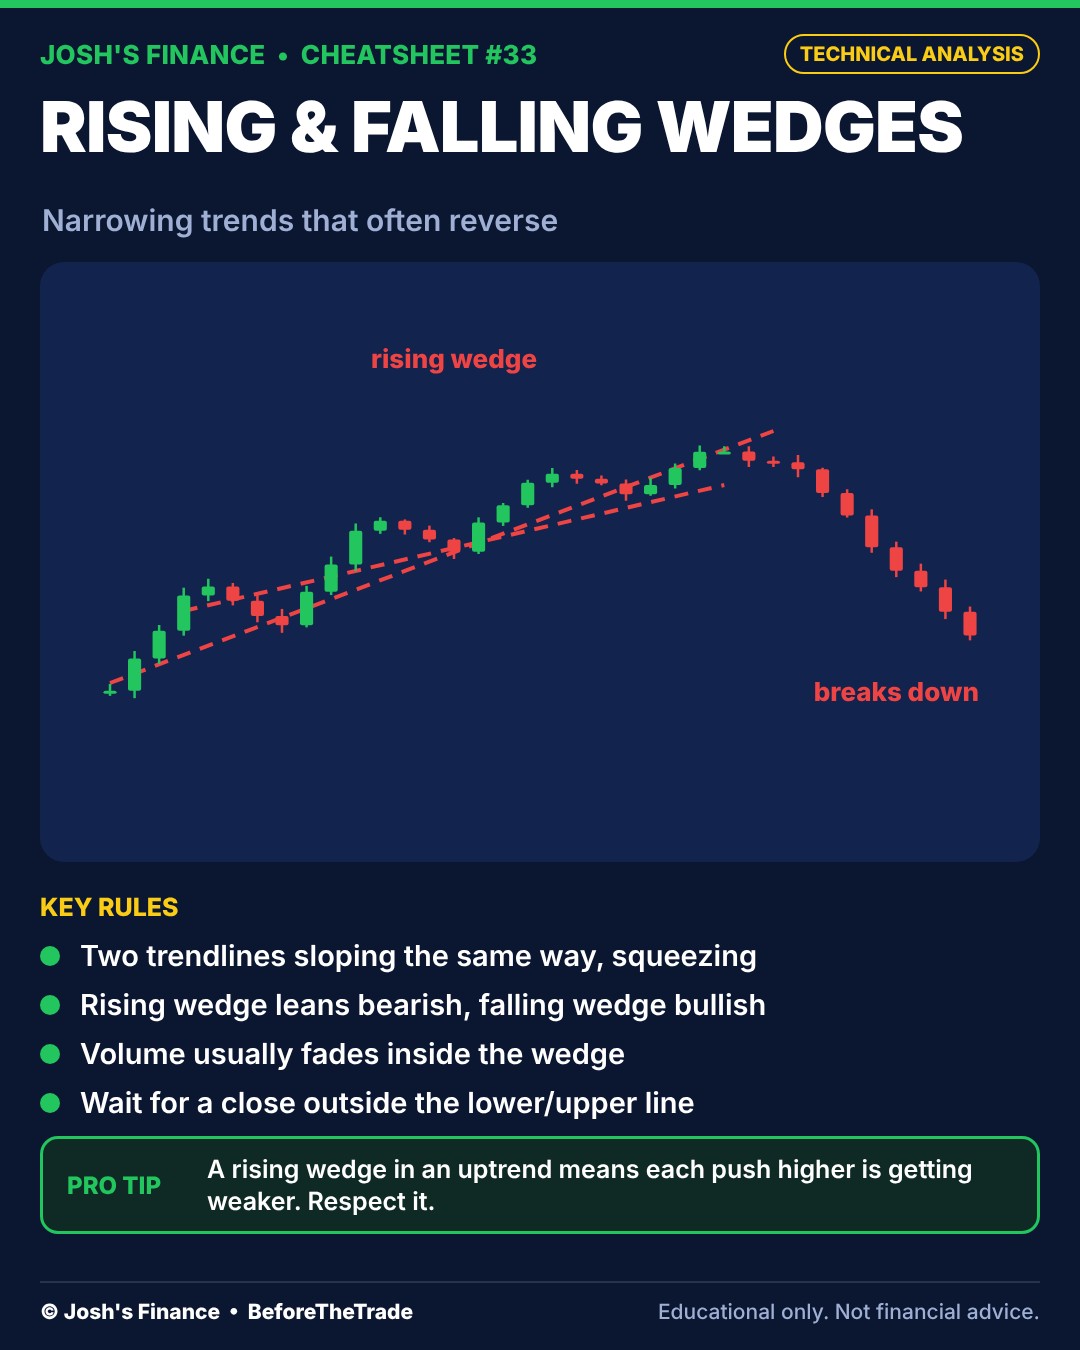 JOSH'S FINANCE • CHEATSHEET #33
TECHNICAL ANALYSIS
RISING & FALLING WEDGES
Narrowing trends that often reverse
rising wedge
breaks down
KEY RULES
Two trendlines sloping the same way, squeezing
Rising wedge leans bearish, falling wedge bullish
Volume usually fades inside the wedge
Wait for a close outside the lower/upper line
PRO TIP
A rising wedge in an uptrend means each push higher is getting
weaker. Respect it.
© Josh's Finance • BeforeTheTrade
Educational only. Not financial advice.